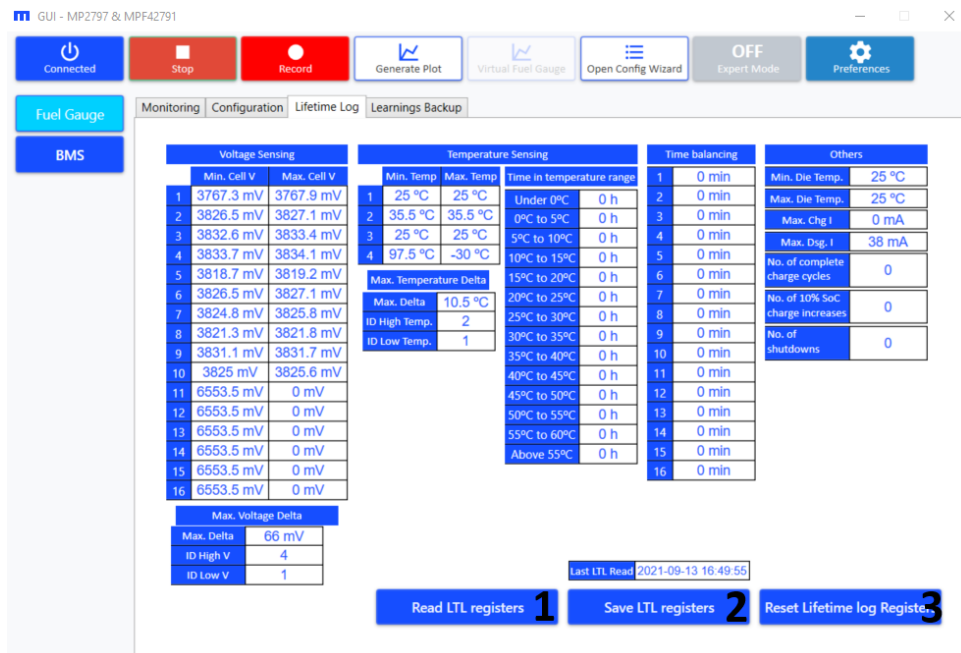 GUI - MP2797 & MPF42791
Connected
Stop
Record
Generate Plot
Virtual Fuel Gauge
Open Config Wizard
OFF
Expert Mode
Preferences
Fuel Gauge
BMS
Monitoring Configuration Lifetime Log Learnings Backup
Voltage Sensing
Min. Cell V Max. Cell V
1 3767.3 mV 3767.9 mV
2 3826.5 mV 3827.1 mV
3 3832.6 mV 3833.4 mV
4 3833.7 mV 3834.1 mV
5 3818.7 mV 3819.2 mV
6 3826.5 mV 3827.1 mV
7 3824.8 mV 3825.8 mV
8 3821.3 mV 3821.8 mV
9 3831.1 mV 3831.7 mV
10 3825 mV 3825.6 mV
11 6553.5 mV 0 mV
12 6553.5 mV 0 mV
13 6553.5 mV 0 mV
14 6553.5 mV 0 mV
15 6553.5 mV 0 mV
16 6553.5 mV 0 mV
Max. Voltage Delta
Max. Delta 66 mV
ID High V 4
ID Low V 1
Temperature Sensing
Min. Temp Max. Temp
1 25 ºC 25 ºC
2 35.5 ºC 35.5 ºC
3 25 ºC 25 ºC
4 97.5 ºC -30 ºC
Max. Temperature Delta
Max. Delta 10.5 ºC
ID High Temp. 2
ID Low Temp. 1
Time in temperature range
Under 0ºC 0 h
0ºC to 5ºC 0 h
5ºC to 10ºC 0 h
10ºC to 15ºC 0 h
15ºC to 20ºC 0 h
20ºC to 25ºC 0 h
25ºC to 30ºC 0 h
30ºC to 35ºC 0 h
35ºC to 40ºC 0 h
40ºC to 45ºC 0 h
45ºC to 50ºC 0 h
50ºC to 55ºC 0 h
55ºC to 60ºC 0 h
Above 55ºC 0 h
Time balancing
1 0 min
2 0 min
3 0 min
4 0 min
5 0 min
6 0 min
7 0 min
8 0 min
9 0 min
10 0 min
11 0 min
12 0 min
13 0 min
14 0 min
15 0 min
16 0 min
Others
Min. Die Temp. 25 ºC
Max. Die Temp. 25 ºC
Max. Chg I 0 mA
Max. Dsg. I 38 mA
No. of complete
charge cycles 0
No. of 10% SoC
charge increases 0
No. of
shutdowns 0
Last LTL Read 2021-09-13 16:49:55
Read LTL registers 1
Save LTL registers 2
Reset Lifetime log Registers 3